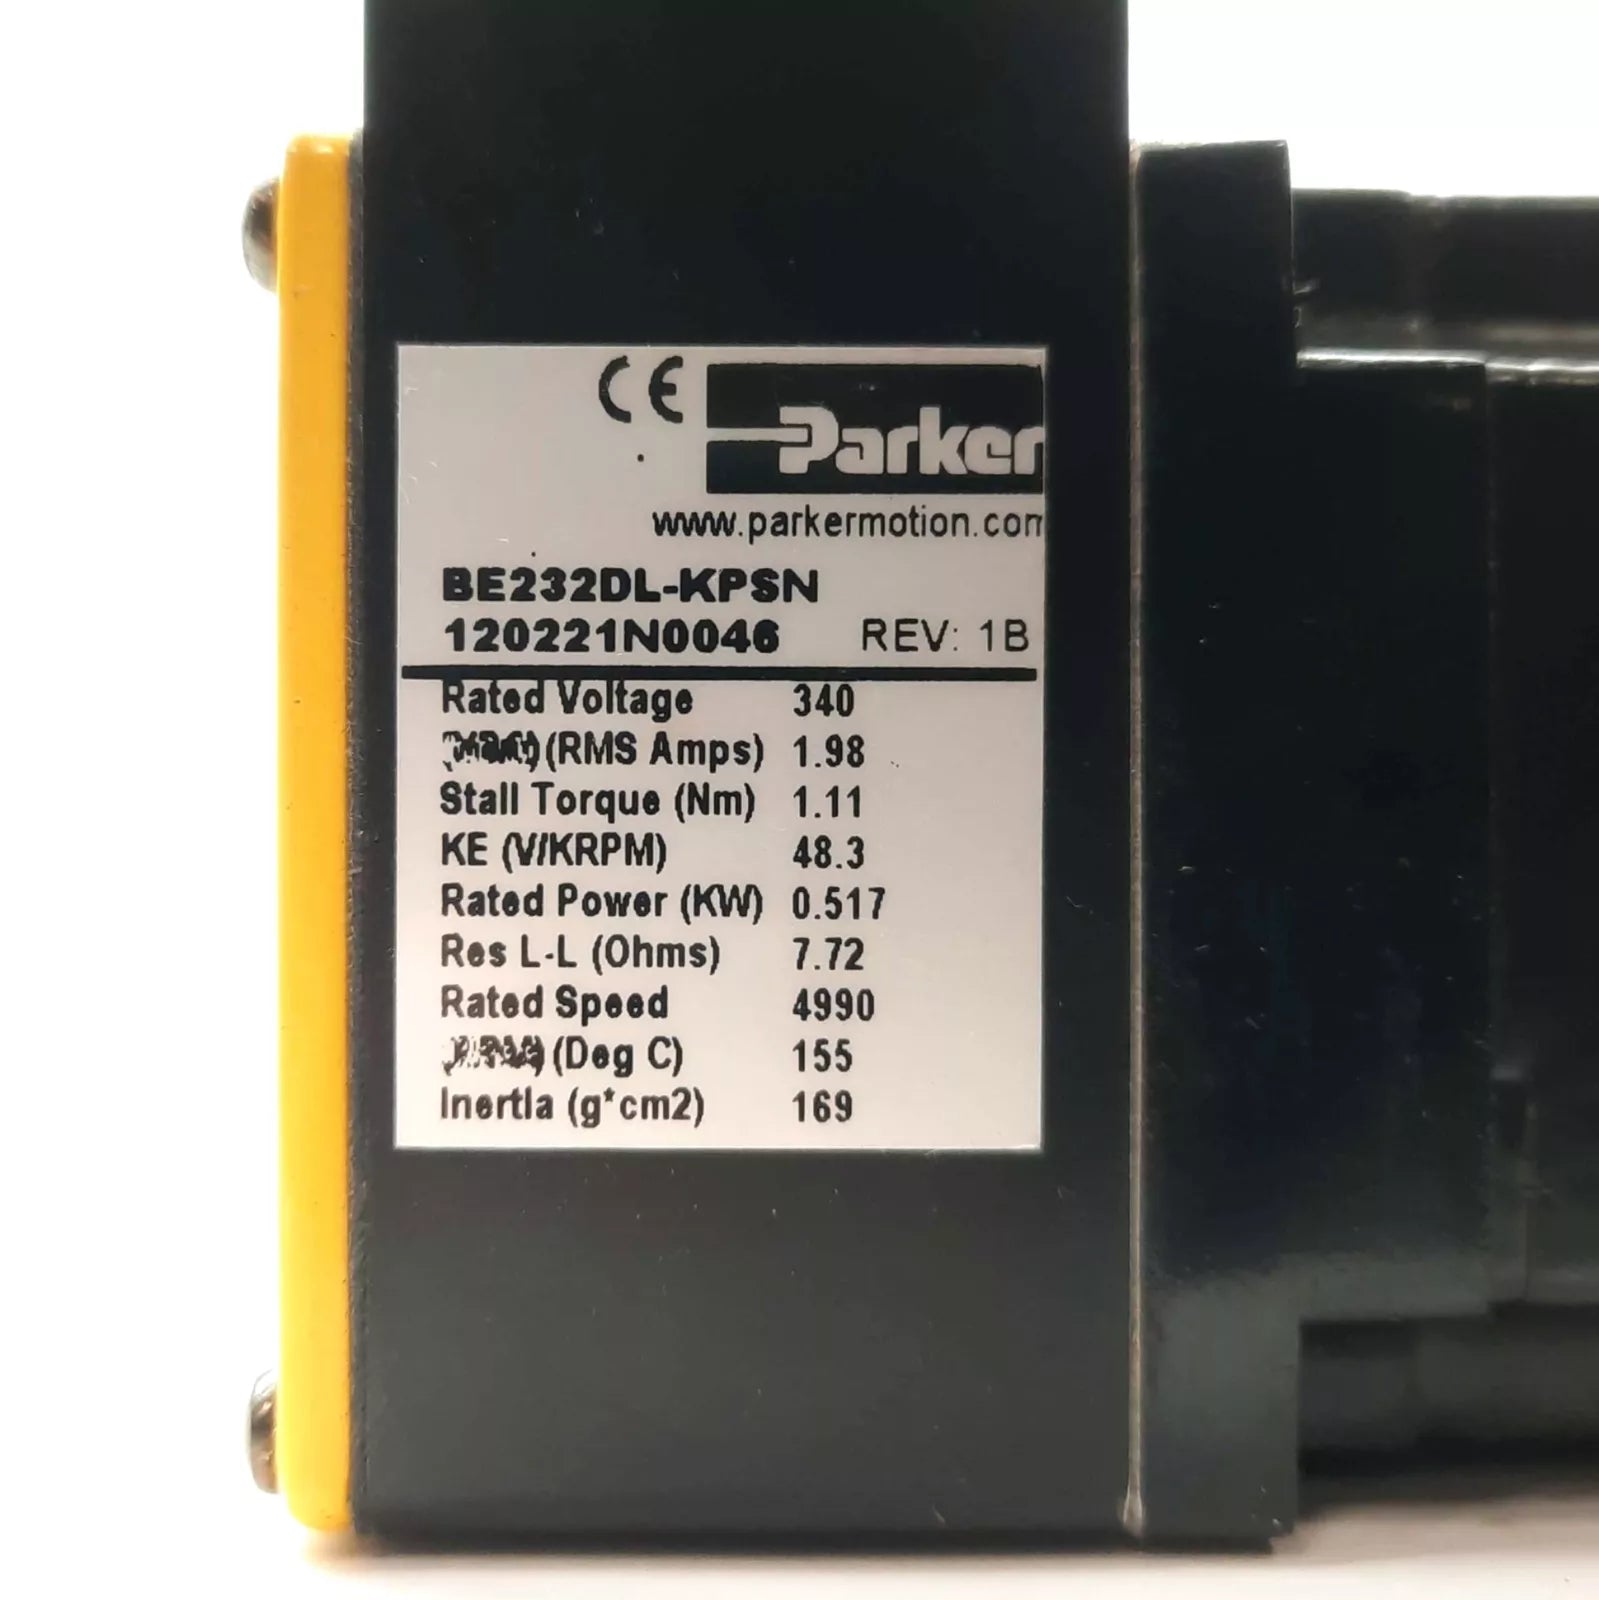 CE Parker
www.parkermotion.com
BE232DL-KPSN
120221N0046 REV: 1B
Rated Voltage 340
(RMS Amps) 1.98
Stall Torque (Nm) 1.11
KE (V/KRPM) 48.3
Rated Power (KW) 0.517
Res L-L (Ohms) 7.72
Rated Speed 4990
(Deg C) 155
Inertia (g*cm2) 169